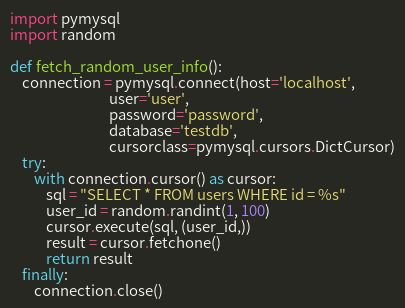 import pymysql
import random

def fetch_random_user_info():
    connection = pymysql.connect(host='localhost',
                                 user='user',
                                 password='password',
                                 database='testdb',
                                 cursorclass=pymysql.cursors.DictCursor)
    try:
        with connection.cursor() as cursor:
            sql = "SELECT * FROM users WHERE id = %s"
            user_id = random.randint(1, 100)
            cursor.execute(sql, (user_id,))
            result = cursor.fetchone()
            return result
    finally:
        connection.close()